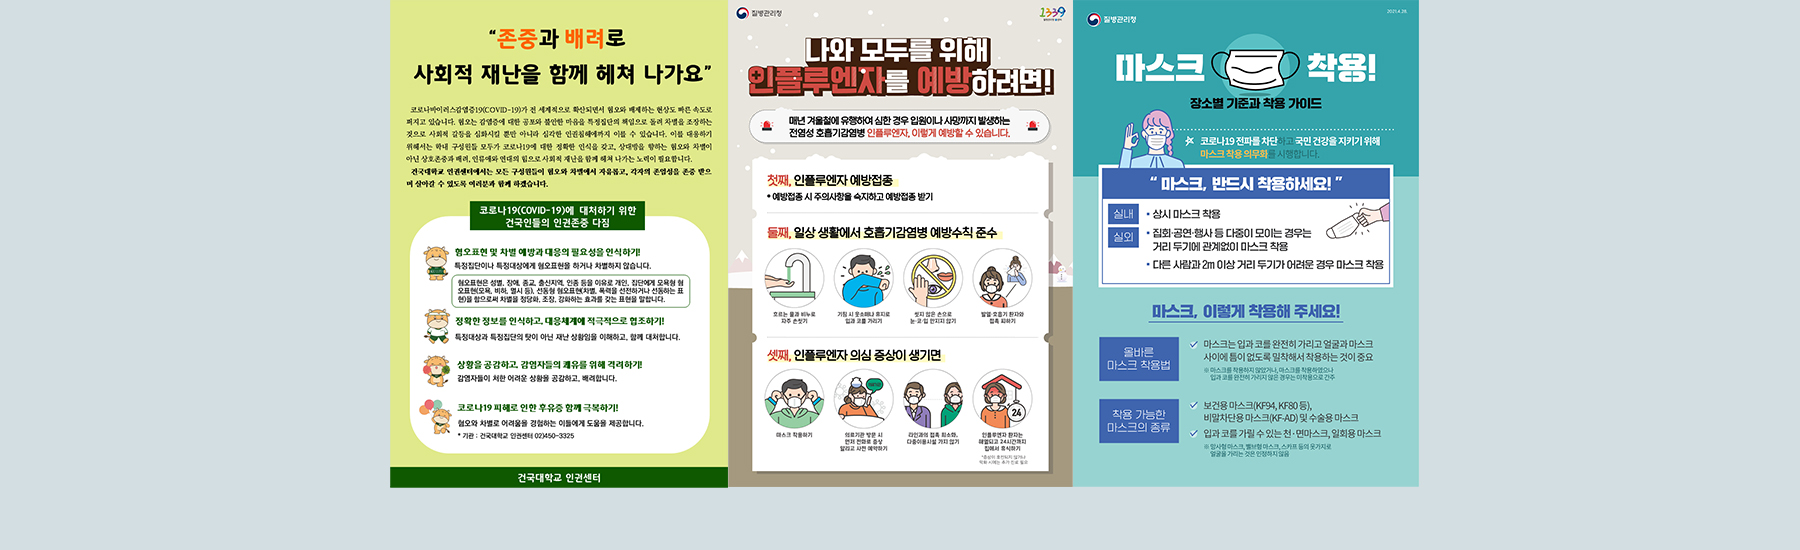 “존중과 배려로
사회적 재난을 함께 헤쳐 나가요”
코로나바이러스감염증19(COVID-19)가 전 세계적으로 확산되면서 혐오와 배제하는 현상도 빠른 속도로
퍼지고 있습니다. 혐오는 감염증에 대한 공포와 불안한 마음을 특정집단의 책임으로 돌려 차별을 조장하는
것으로 사회적 갈등을 심화시킬 뿐만 아니라 심각한 인권침해에까지 이를 수 있습니다. 이를 대응하기
위해서는 학내 구성원들 모두가 코로나19에 대한 정확한 인식을 갖고, 상대방을 향하는 혐오와 차별이
아닌 상호존중과 배려, 인류애와 연대의 힘으로 사회적 재난을 함께 헤쳐 나가는 노력이 필요합니다.
건국대학교 인권센터에서는 모든 구성원들이 혐오와 차별에서 자유롭고, 각자의 존엄성을 존중 받으
며 살아갈 수 있도록 여러분과 함께 하겠습니다.
코로나19(COVID-19)에 대처하기 위한
건국인들의 인권존중 다짐
혐오표현 및 차별 예방과 대응의 필요성을 인식하기!
특정집단이나 특정대상에게 혐오표현을 하거나 차별하지 않습니다.
혐오표현은 성별, 장애, 종교, 출신지역, 인종 등을 이유로 개인, 집단에게 모욕형 혐
오표현(모욕, 비하, 멸시 등), 선동형 혐오표현(차별, 폭력을 선전하거나 선동하는 표
현)을 함으로써 차별을 정당화, 조장, 강화하는 효과를 갖는 표현을 말합니다.
정확한 정보를 인식하고, 대응체계에 적극적으로 협조하기!
특정대상과 특정집단의 탓이 아닌 재난 상황임을 이해하고, 함께 대처합니다.
상황을 공감하고, 감염자들의 쾌유를 위해 격려하기!
감염자들이 처한 어려운 상황을 공감하고, 배려합니다.
코로나19 피해로 인한 후유증 함께 극복하기!
혐오와 차별로 어려움을 경험하는 이들에게 도움을 제공합니다.
* 기관 : 건국대학교 인권센터 02)450-3325
건국대학교 인권센터
질병관리청
1339
나와 모두를 위해
인플루엔자를 예방하려면!
매년 겨울철에 유행하여 심한 경우 입원이나 사망까지 발생하는
전염성 호흡기감염병 인플루엔자, 이렇게 예방할 수 있습니다.
첫째, 인플루엔자 예방접종
* 예방접종 시 주의사항을 숙지하고 예방접종 받기
둘째, 일상 생활에서 호흡기감염병 예방수칙 준수
흐르는 물과 비누로
자주 손씻기
기침 시 옷소매나 휴지로
입과 코를 가리기
씻지 않은 손으로
눈·코·입 만지지 않기
발열·호흡기 환자와
접촉 피하기
셋째, 인플루엔자 의심 증상이 생기면
마스크 착용하기
의료기관 방문 시
먼저 전화로 증상
알리고 사전 예약하기
타인과의 접촉 최소화,
다중이용시설 가지 않기
24
인플루엔자 환자는
해열되고 24시간까지
집에서 휴식하기
질병관리청
2021.4.28.
마스크 착용!
장소별 기준과 착용 가이드
코로나19 전파를 차단하고 국민 건강을 지키기 위해
마스크 착용 의무화를 시행합니다.
“ 마스크, 반드시 착용하세요! ”
실내
• 상시 마스크 착용
실외
• 집회·공연·행사 등 다중이 모이는 경우는
거리 두기에 관계없이 마스크 착용
• 다른 사람과 2m 이상 거리 두기가 어려운 경우 마스크 착용
마스크, 이렇게 착용해 주세요!
올바른
마스크 착용법
마스크는 입과 코를 완전히 가리고 얼굴과 마스크
사이에 틈이 없도록 밀착해서 착용하는 것이 중요
※ 마스크를 착용하지 않았거나, 마스크를 착용하였으나
입과 코를 완전히 가리지 않은 경우는 미착용으로 간주
착용 가능한
마스크의 종류
보건용 마스크(KF94, KF80 등),
비말차단용 마스크(KF-AD) 및 수술용 마스크
입과 코를 가릴 수 있는 천·면마스크, 일회용 마스크
※ 망사형 마스크, 밸브형 마스크, 스카프 등의 옷가지로
얼굴을 가리는 것은 인정하지 않음